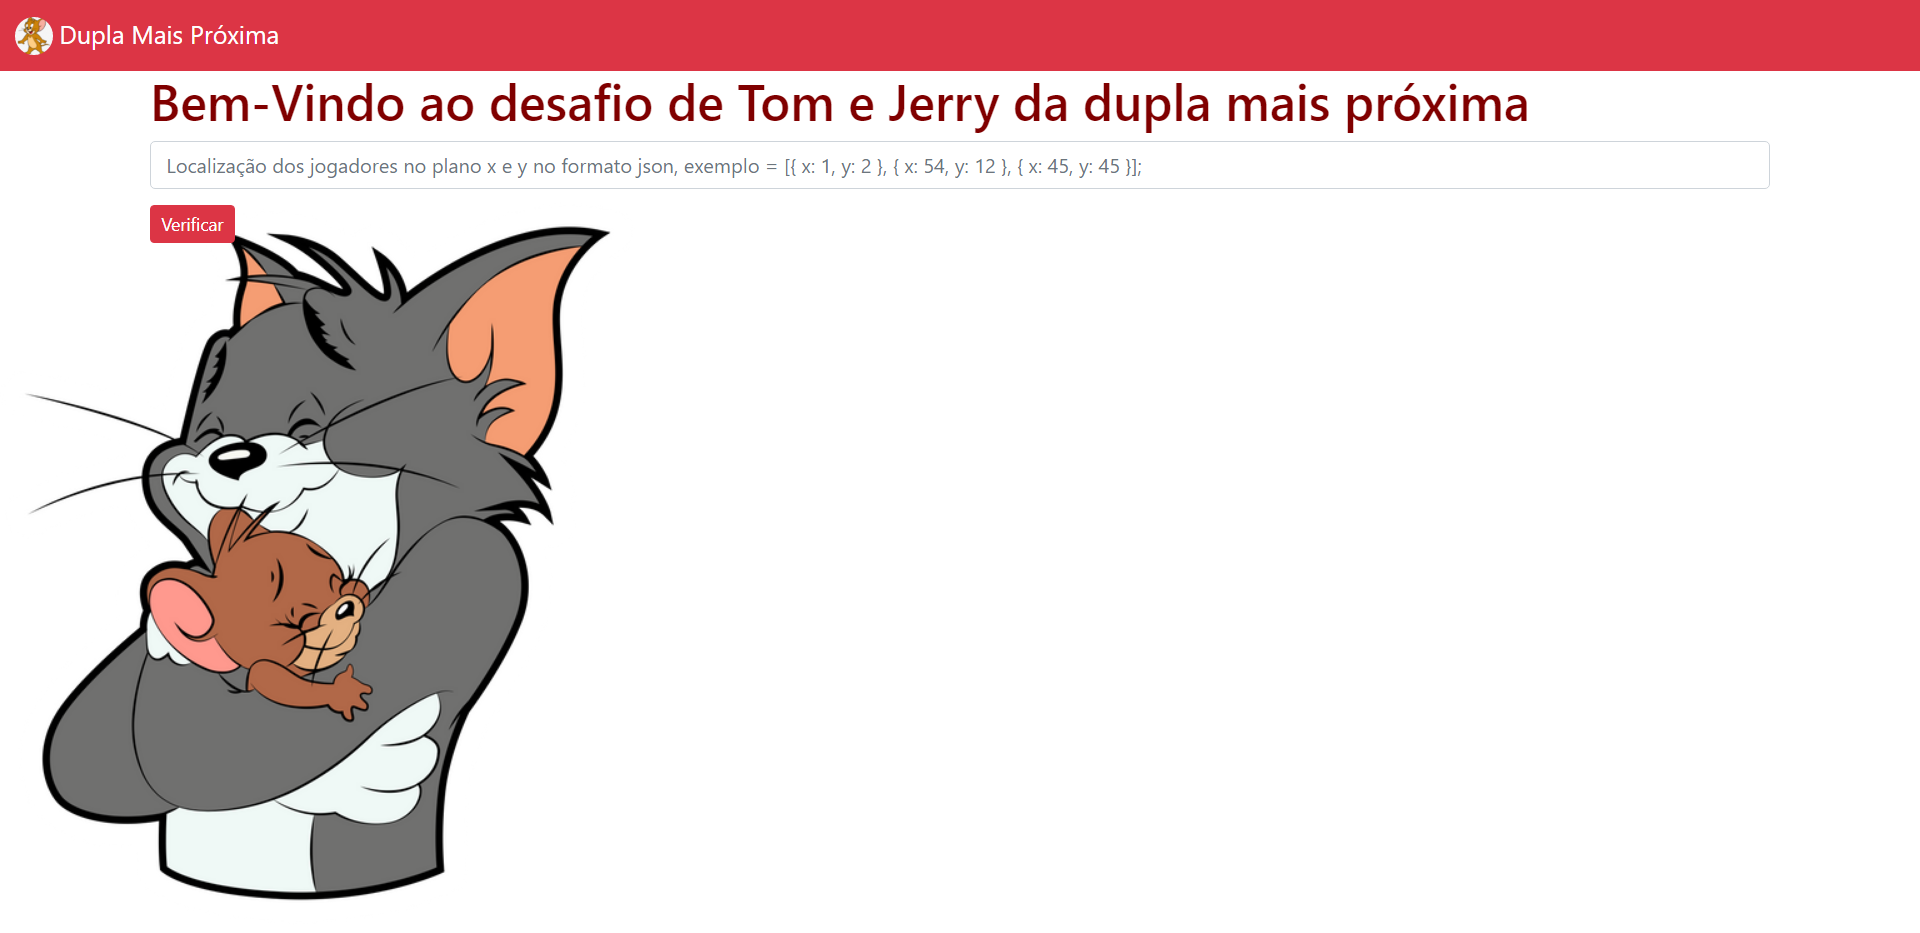 Dupla Mais Próxima
Bem-Vindo ao desafio de Tom e Jerry da dupla mais próxima
Localização dos jogadores no plano x e y no formato json, exemplo = [{ x: 1, y: 2 }, { x: 54, y: 12 }, { x: 45, y: 45 }];
Verificar